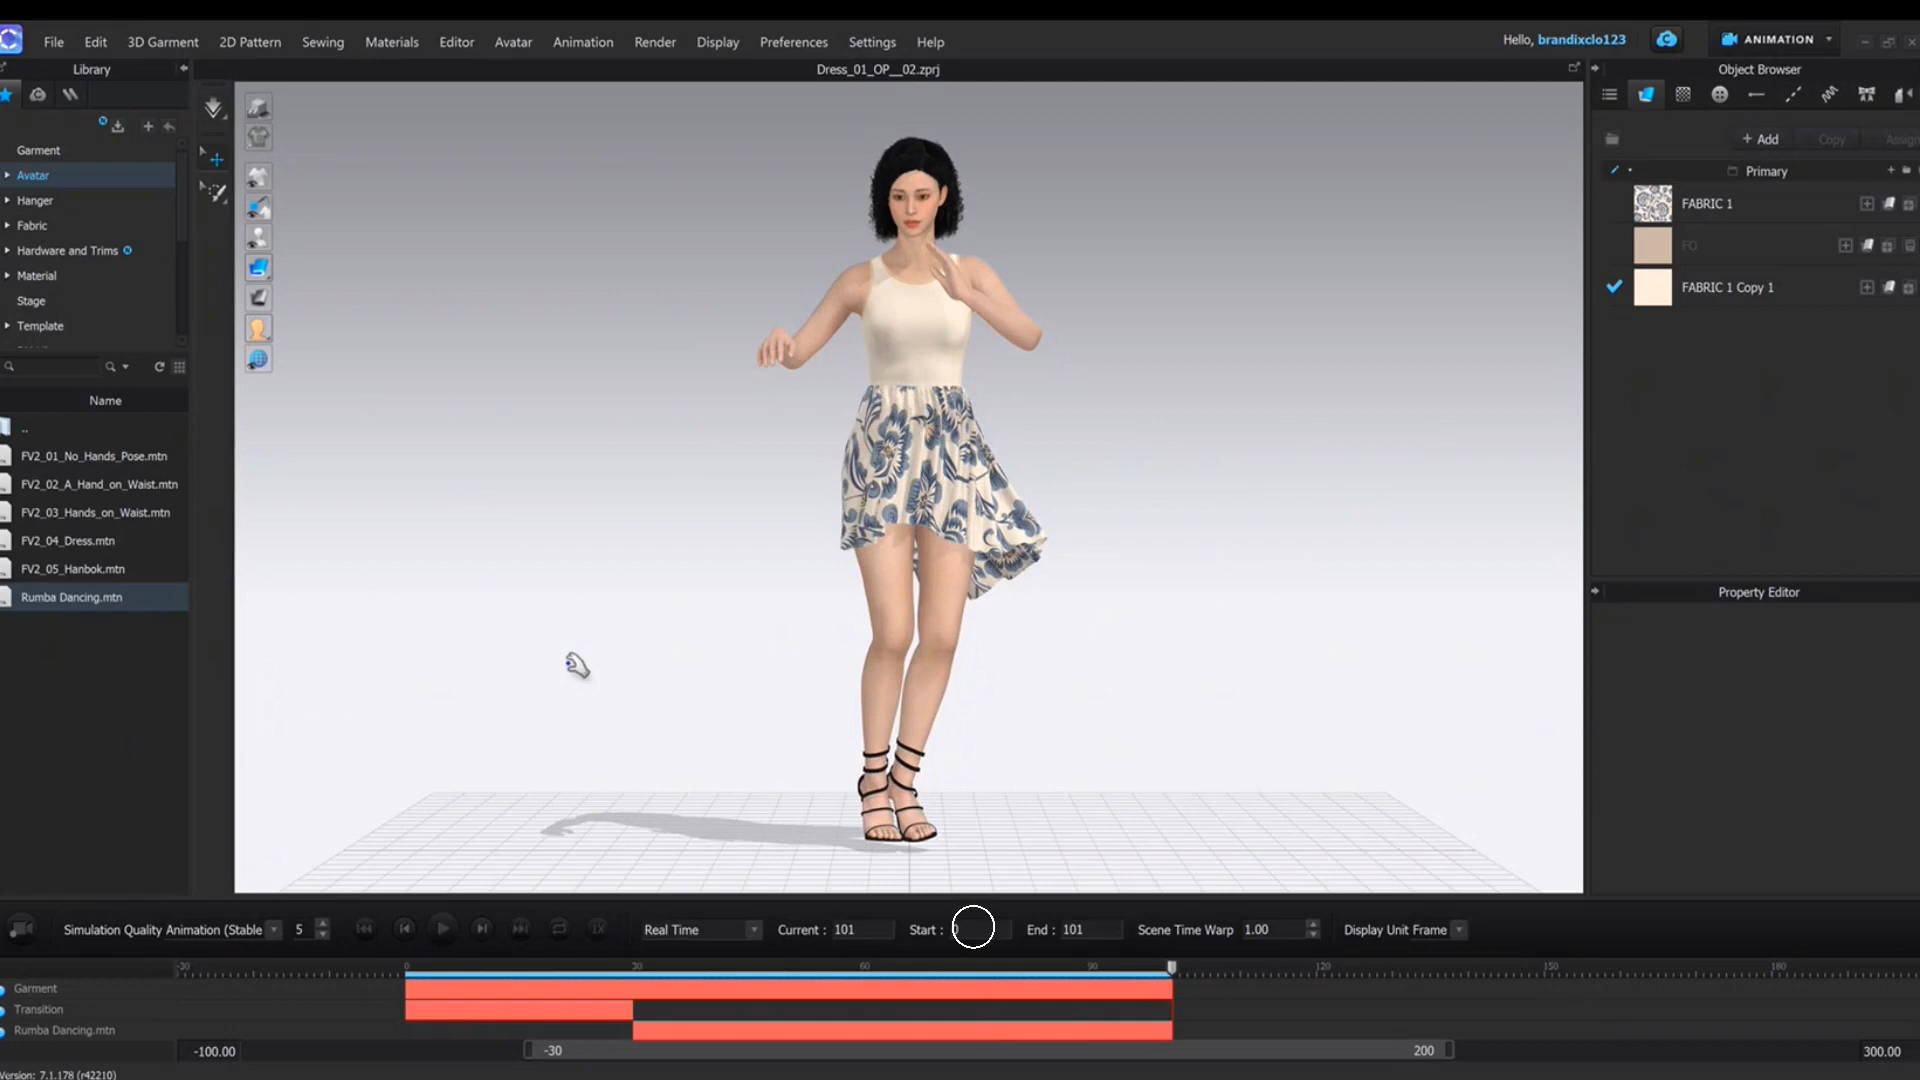 File Edit 3D Garment 2D Pattern Sewing Materials Editor Avatar Animation Render Display Preferences Settings Help
Hello, brandixclo123
ANIMATION
Library
Dress_01_OP__02.zprj
Object Browser
+ Add Copy
Garment
Avatar
Hanger
Fabric
Hardware and Trims
Material
Stage
Template
Primary
FABRIC 1
FO
FABRIC 1 Copy 1
Name
..
FV2_01_No_Hands_Pose.mtn
FV2_02_A_Hand_on_Waist.mtn
FV2_03_Hands_on_Waist.mtn
FV2_04_Dress.mtn
FV2_05_Hanbok.mtn
Rumba Dancing.mtn
Property Editor
Simulation Quality Animation (Stable 5
1X
Real Time
Current : 101
Start : 0
End : 101
Scene Time Warp 1.00
Display Unit Frame
-30 0 30 60 90 120 150 180
Garment
Transition
Rumba Dancing.mtn
-100.00 -30 200 300.00
Version: 7.1.178 (r42210)